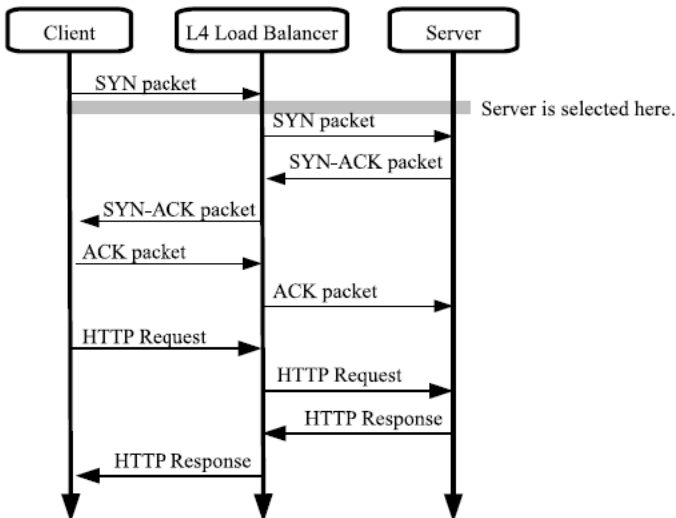 Client
L4 Load Balancer
Server
SYN packet
Server is selected here.
SYN packet
SYN-ACK packet
SYN-ACK packet
ACK packet
ACK packet
HTTP Request
HTTP Request
HTTP Response
HTTP Response